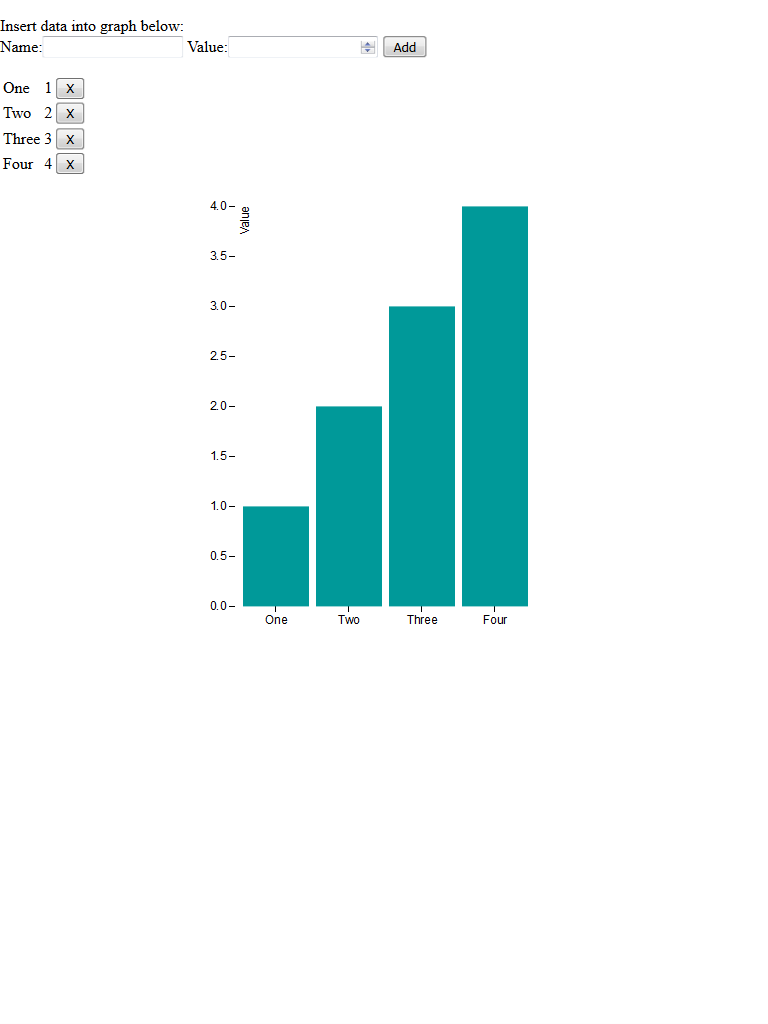 Insert data into graph below:
Name: Value: Add
One 1 X
Two 2 X
Three 3 X
Four 4 X
4.0
Value
3.5
3.0
2.5
2.0
1.5
1.0
0.5
0.0
One Two Three Four